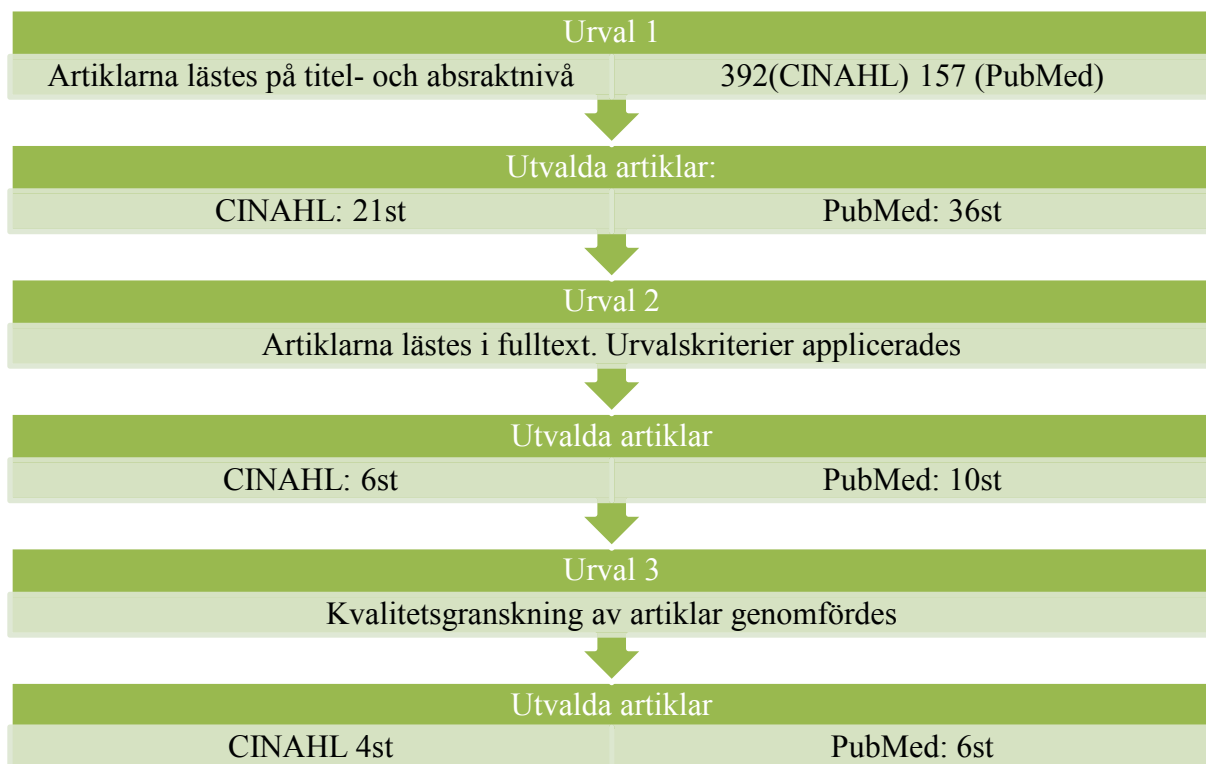 Urval 1
Artiklarna lästes på titel- och absraktnivå
392(CINAHL) 157 (PubMed)
Utvalda artiklar:
CINAHL: 21st
PubMed: 36st
Urval 2
Artiklarna lästes i fulltext. Urvalskriterier applicerades
Utvalda artiklar
CINAHL: 6st
PubMed: 10st
Urval 3
Kvalitetsgranskning av artiklar genomfördes
Utvalda artiklar
CINAHL 4st
PubMed: 6st